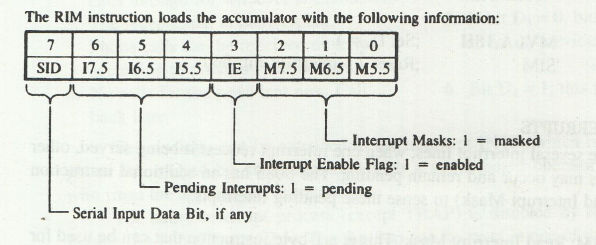 The RIM instruction loads the accumulator with the following information:
7 6 5 4 3 2 1 0
SID I7.5 I6.5 I5.5 IE M7.5 M6.5 M5.5
Interrupt Masks: 1 = masked
Interrupt Enable Flag: 1 = enabled
Pending Interrupts: 1 = pending
Serial Input Data Bit, if any